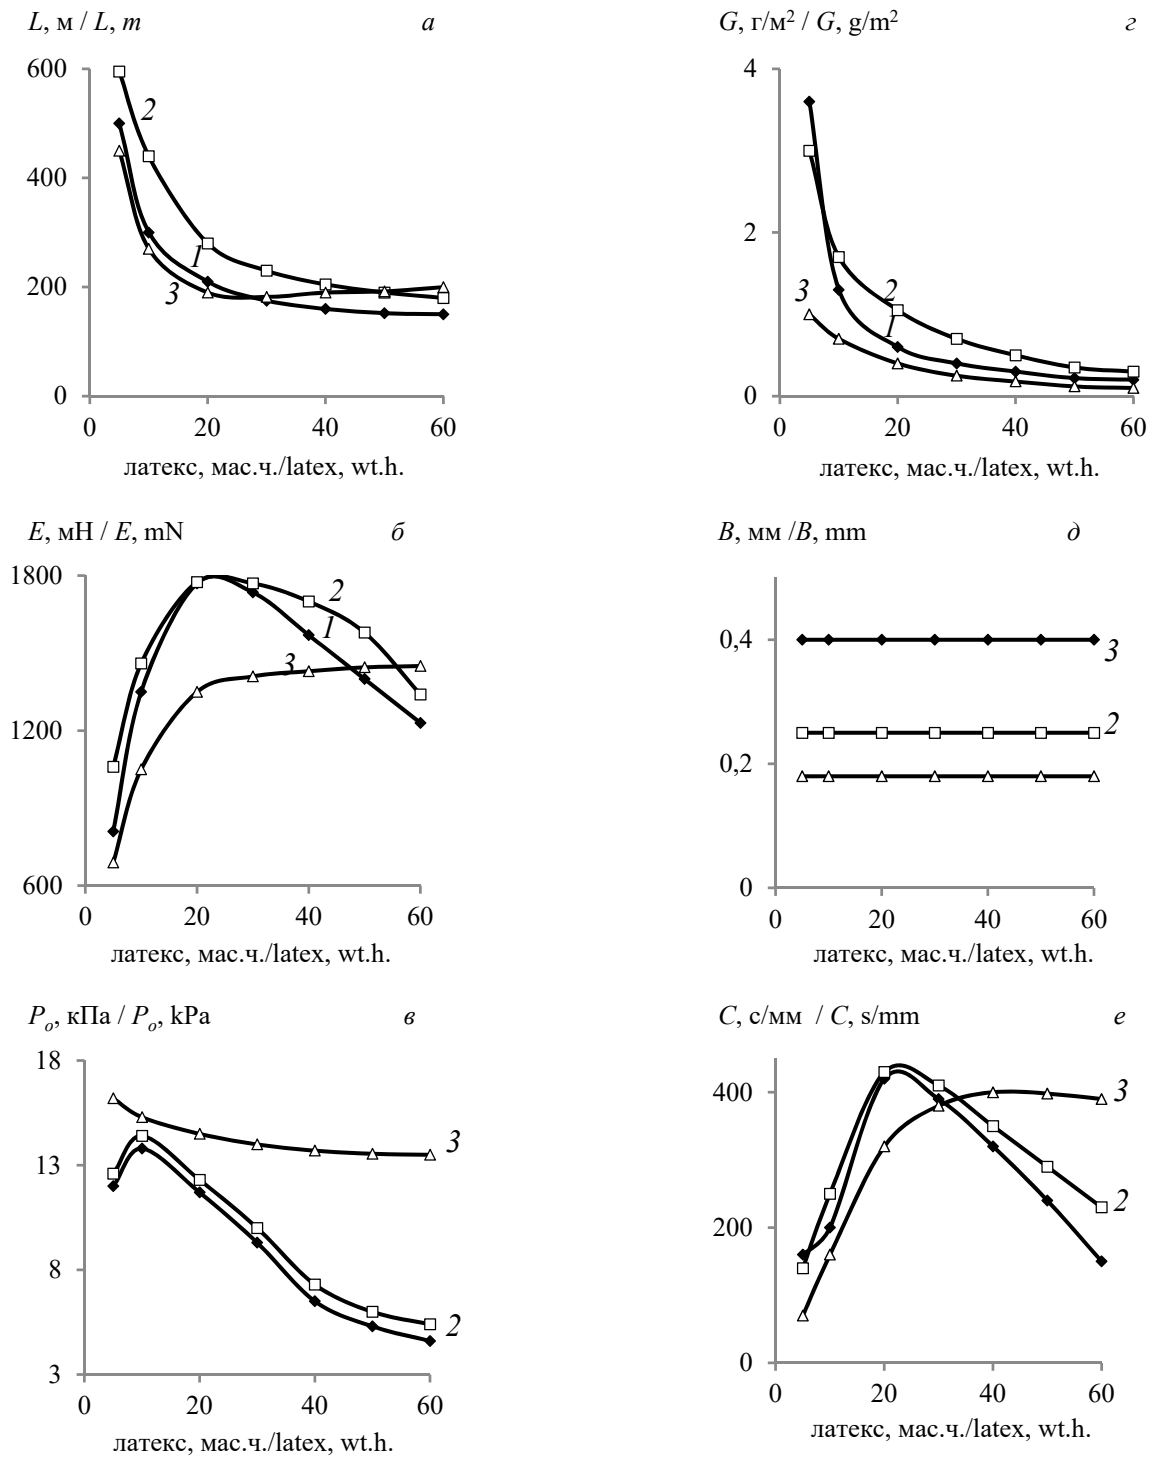 L, м / L, m а
600
400
200
0
0 20 40 60
2
1
3
латекс, мас.ч./latex, wt.h.
G, г/м² / G, g/m² г
4
2
0
0 20 40 60
3
2
1
латекс, мас.ч./latex, wt.h.
E, мН / E, mN б
1800
1200
600
0 20 40 60
2
1
3
латекс, мас.ч./latex, wt.h.
B, мм /B, mm д
0,4
0,2
0
0 20 40 60
3
2
латекс, мас.ч./latex, wt.h.
Pₒ, кПа / Pₒ, kPa в
18
13
8
3
0 20 40 60
3
2
латекс, мас.ч./latex, wt.h.
C, с/мм / C, s/mm е
400
200
0
0 20 40 60
3
2
латекс, мас.ч./latex, wt.h.